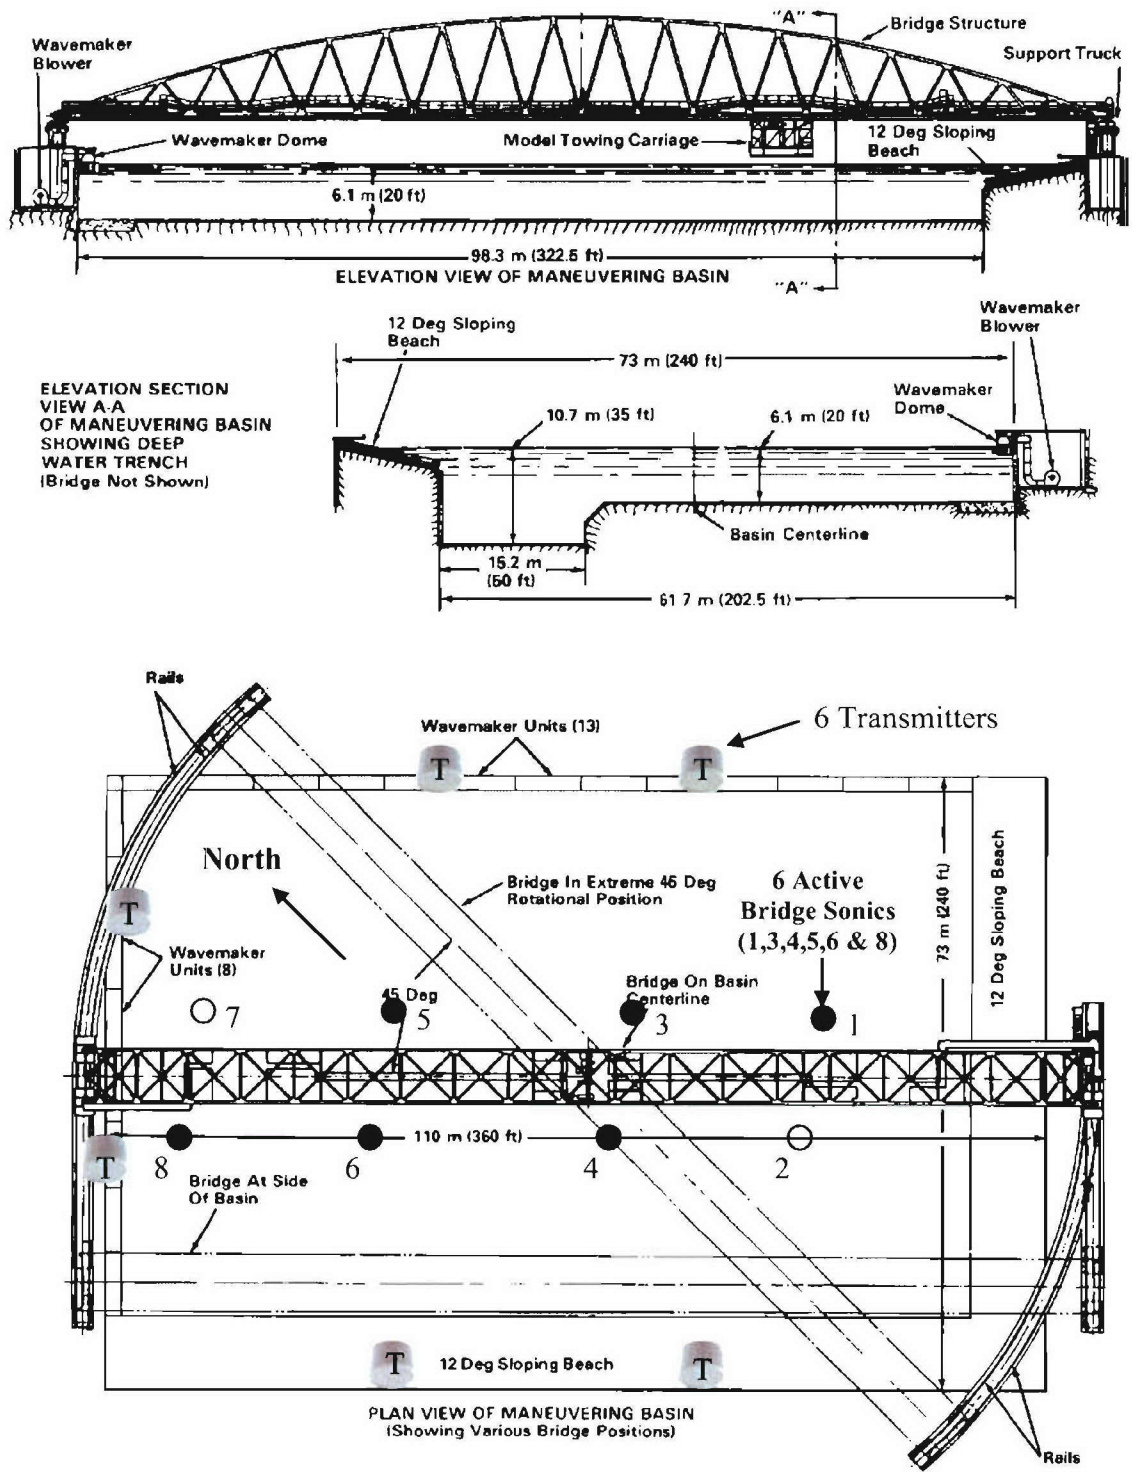 "A"
Bridge Structure
Wavemaker
Blower
Support Truck
Wavemaker Dome
Model Towing Carriage
12 Deg Sloping
Beach
6.1 m (20 ft)
98.3 m (322.5 ft)
ELEVATION VIEW OF MANEUVERING BASIN
"A"
12 Deg Sloping
Beach
Wavemaker
Blower
73 m (240 ft)
ELEVATION SECTION
VIEW A-A
OF MANEUVERING BASIN
SHOWING DEEP
WATER TRENCH
(Bridge Not Shown)
Wavemaker
Dome
10.7 m (35 ft)
6.1 m (20 ft)
Basin Centerline
15.2 m
(50 ft)
61 7 m (202.5 ft)
Rails
Wavemaker Units (13)
6 Transmitters
T
T
North
Bridge In Extreme 45 Deg
Rotational Position
6 Active
Bridge Sonics
(1,3,4,5,6 & 8)
73 m (240 ft)
12 Deg Sloping Beach
T
Wavemaker
Units (8)
45 Deg
Bridge On Basin
Centerline
7
5
3
1
110 m (360 ft)
T
8
6
4
2
Bridge At Side
Of Basin
T
12 Deg Sloping Beach
T
PLAN VIEW OF MANEUVERING BASIN
(Showing Various Bridge Positions)
Rails